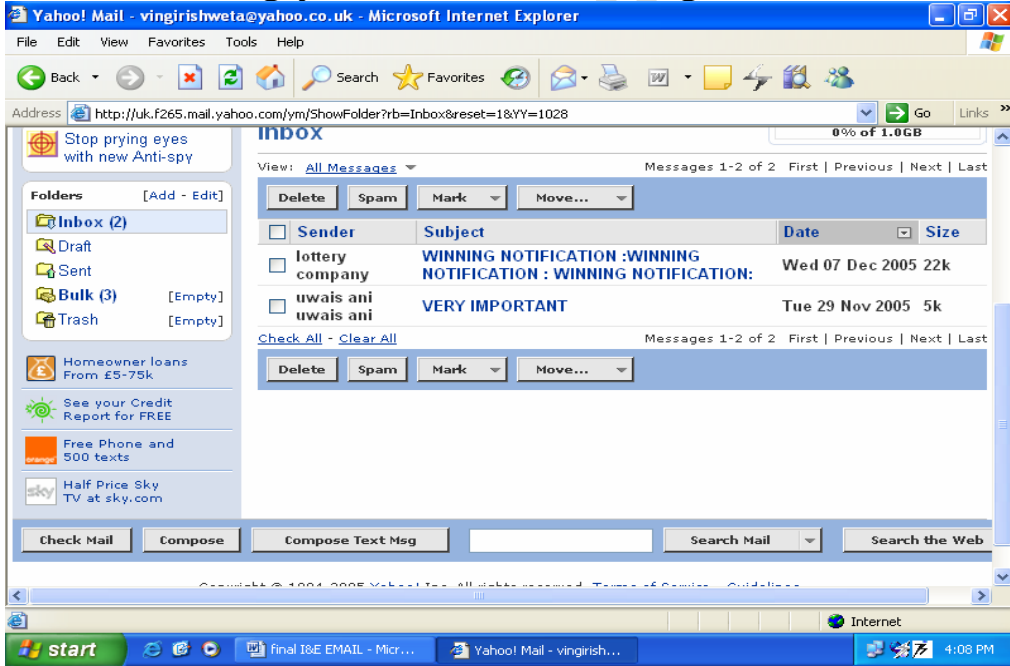 Yahoo! Mail - vingirishweta@yahoo.co.uk - Microsoft Internet Explorer
File Edit View Favorites Tools Help
Back Search Favorites
Address http://uk.f265.mail.yahoo.com/ym/ShowFolder?rb=Inbox&reset=1&YY=1028 Go Links »
Stop prying eyes
with new Anti-spy
Inbox
0% of 1.0GB
View: All Messages Messages 1-2 of 2 First | Previous | Next | Last
Folders [Add - Edit]
Inbox (2)
Draft
Sent
Bulk (3) [Empty]
Trash [Empty]
Delete Spam Mark Move...
Sender Subject Date Size
lottery company WINNING NOTIFICATION :WINNING NOTIFICATION : WINNING NOTIFICATION: Wed 07 Dec 2005 22k
uwais ani uwais ani VERY IMPORTANT Tue 29 Nov 2005 5k
Check All - Clear All Messages 1-2 of 2 First | Previous | Next | Last
Delete Spam Mark Move...
Homeowner loans
From £5-75k
See your Credit
Report for FREE
orange
Free Phone and
500 texts
sky
Half Price Sky
TV at sky.com
Check Mail Compose Compose Text Msg Search Mail Search the Web
Internet
start final I&E EMAIL - Micr... Yahoo! Mail - vingirish... 4:08 PM